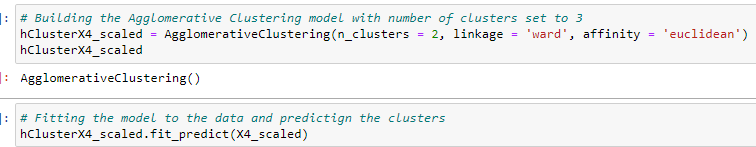 ]: # Building the Agglomerative Clustering model with number of clusters set to 3
hClusterX4_scaled = AgglomerativeClustering(n_clusters = 2, linkage = 'ward', affinity = 'euclidean')
hClusterX4_scaled
]: AgglomerativeClustering()
]: # Fitting the model to the data and predictign the clusters
hClusterX4_scaled.fit_predict(X4_scaled)